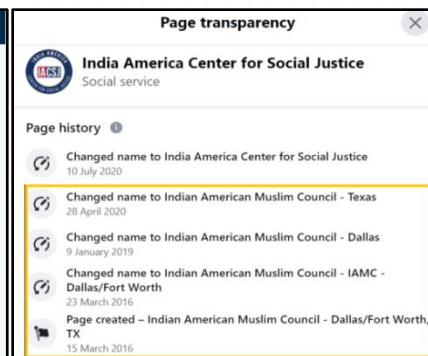 Page transparency
IACSJ
India America Center for Social Justice
Social service
Page history
Changed name to India America Center for Social Justice
10 July 2020
Changed name to Indian American Muslim Council - Texas
28 April 2020
Changed name to Indian American Muslim Council - Dallas
9 January 2019
Changed name to Indian American Muslim Council - IAMC -
Dallas/Fort Worth
23 March 2016
Page created – Indian American Muslim Council - Dallas/Fort Worth,
TX
15 March 2016